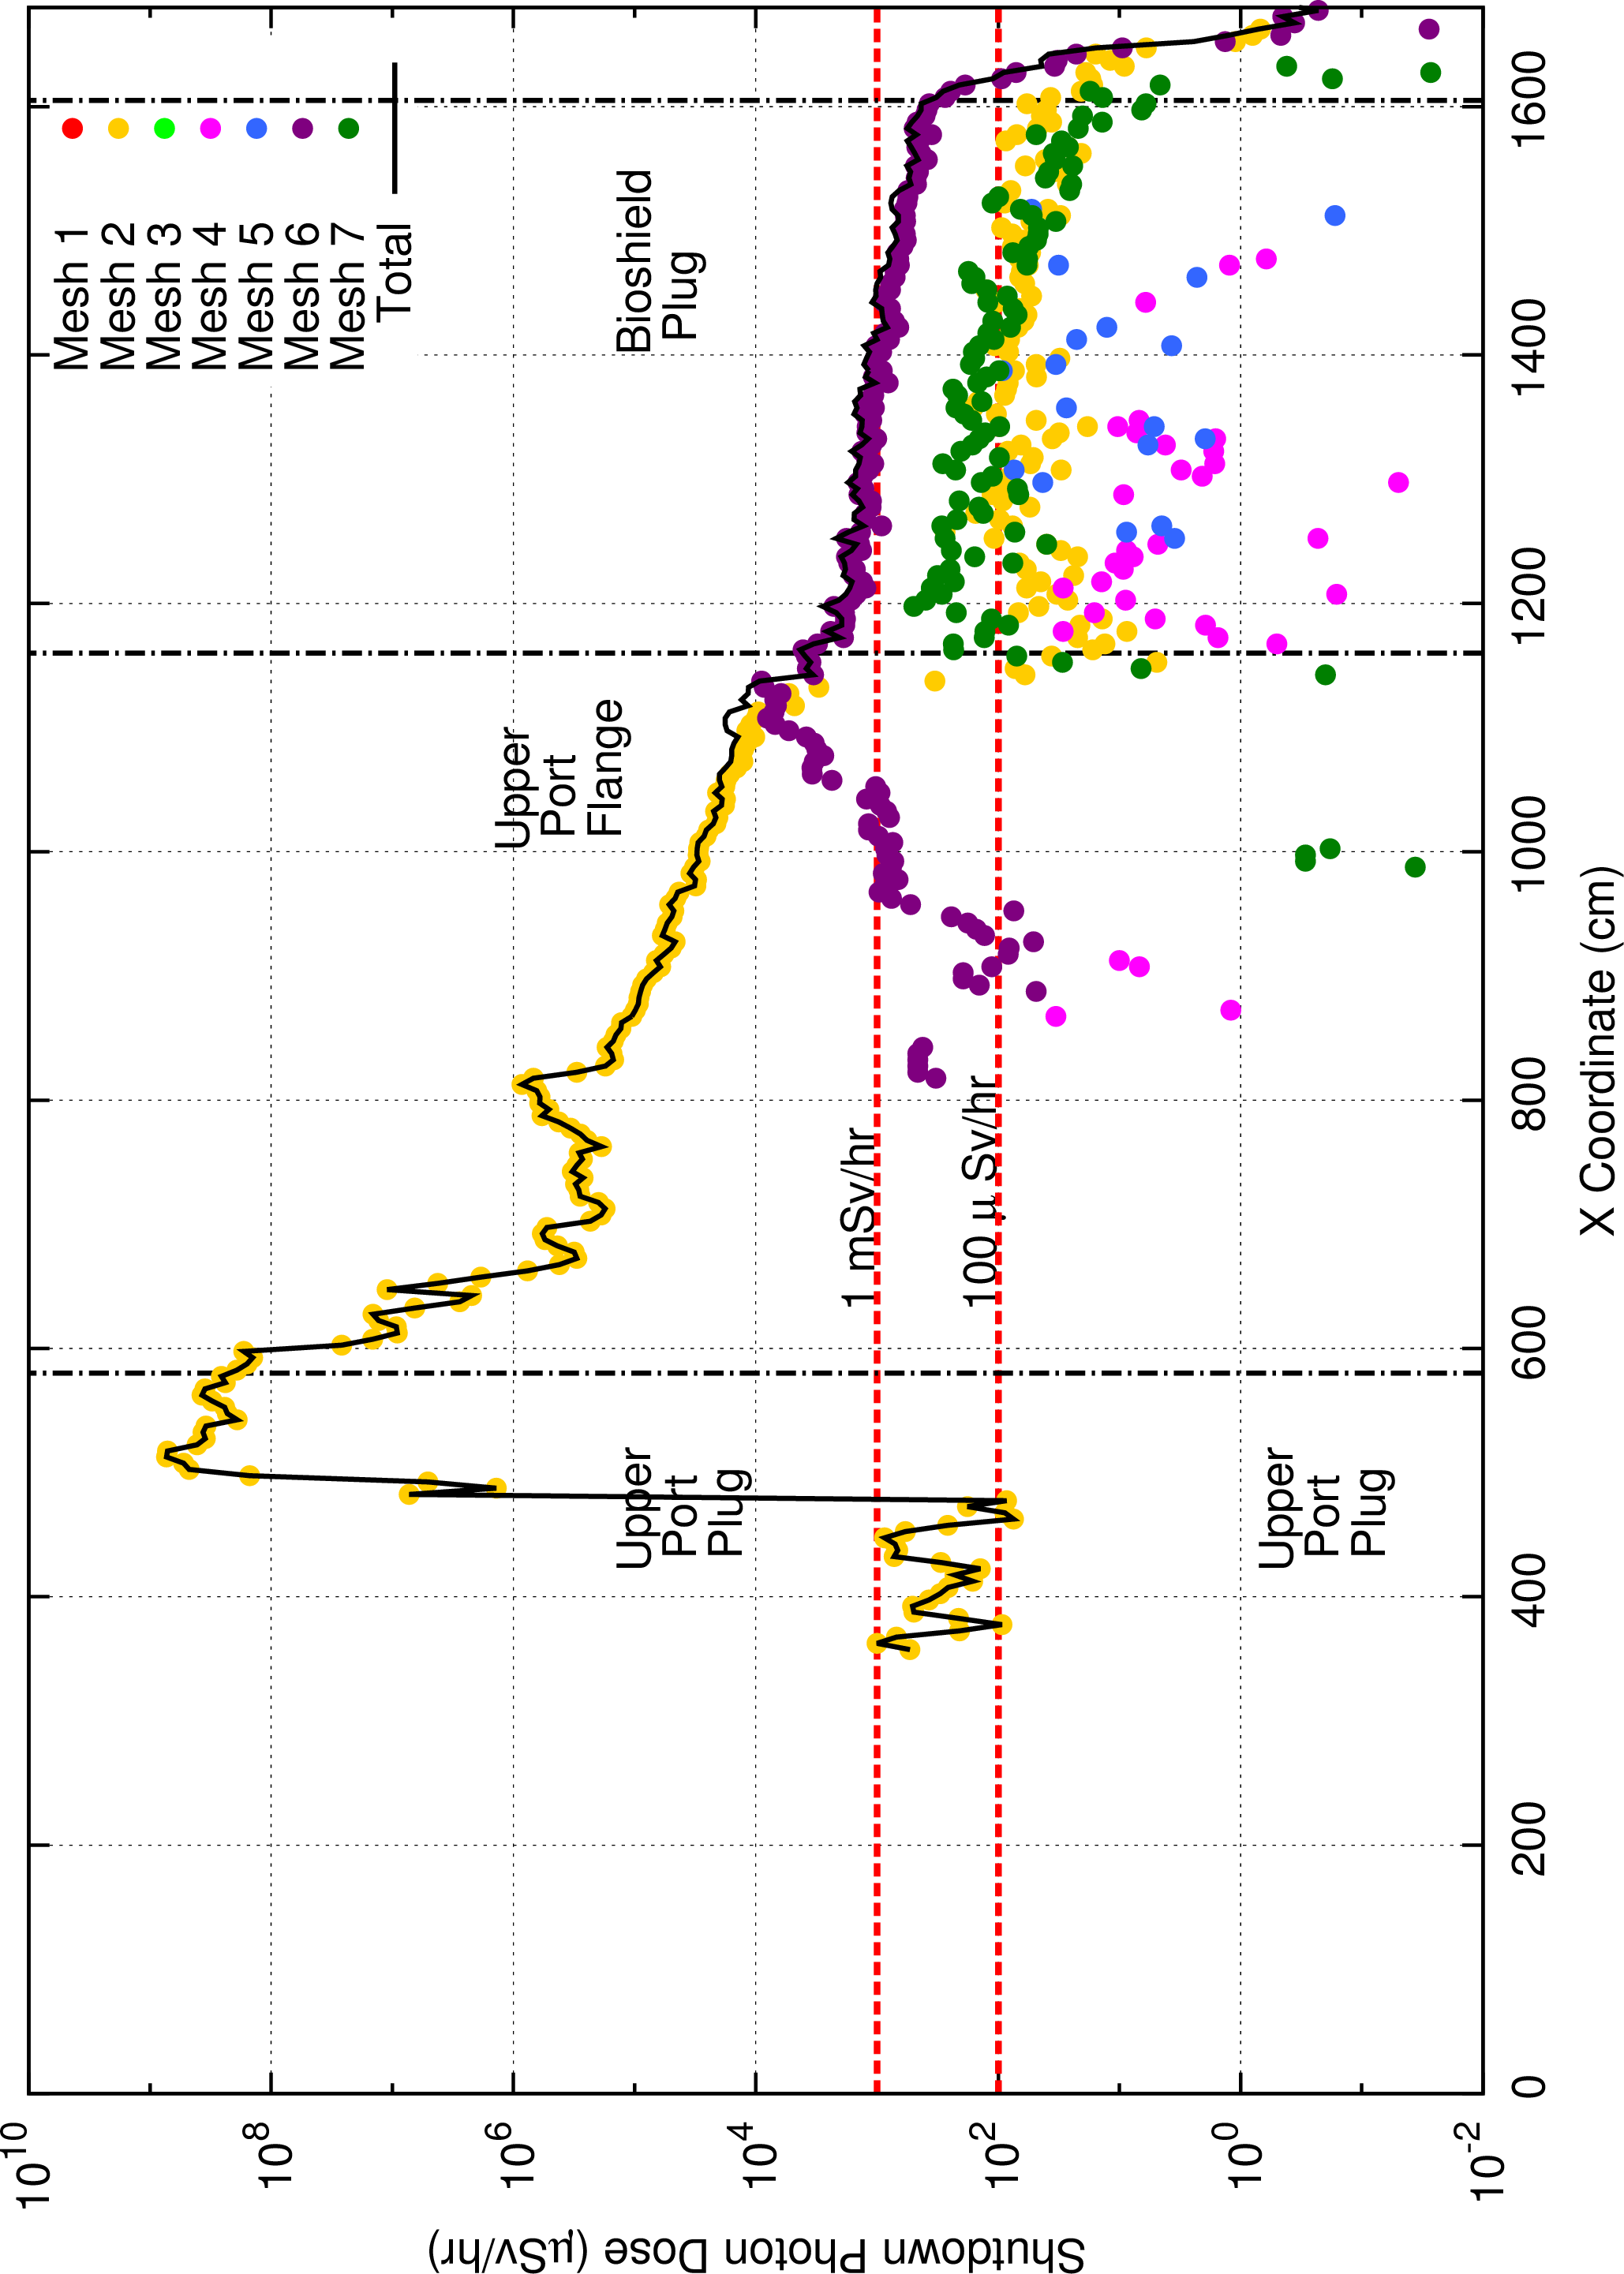 Mesh 1
Mesh 2
Mesh 3
Mesh 4
Mesh 5
Mesh 6
Mesh 7
Total
Bioshield
Plug
Upper
Port
Flange
Upper
Port
Plug
Upper
Port
Plug
1 mSv/hr
100 μ Sv/hr
10^10
10^8
10^6
10^4
10^2
10^0
10^-2
Shutdown Photon Dose (μSv/hr)
0
200
400
600
800
1000
1200
1400
1600
X Coordinate (cm)